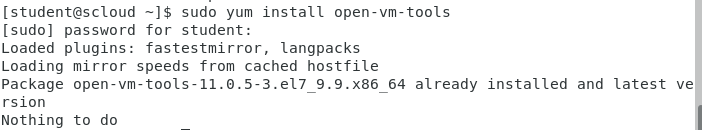 [student@scloud ~]$ sudo yum install open-vm-tools
[sudo] password for student:
Loaded plugins: fastestmirror, langpacks
Loading mirror speeds from cached hostfile
Package open-vm-tools-11.0.5-3.el7_9.9.x86_64 already installed and latest ve
rsion
Nothing to do